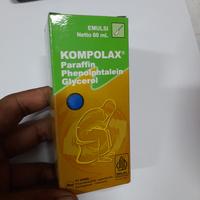 EMULSI
Netto 60 mL
KOMPOLAX®
Paraffin
Phenolphtalein
Glycerol